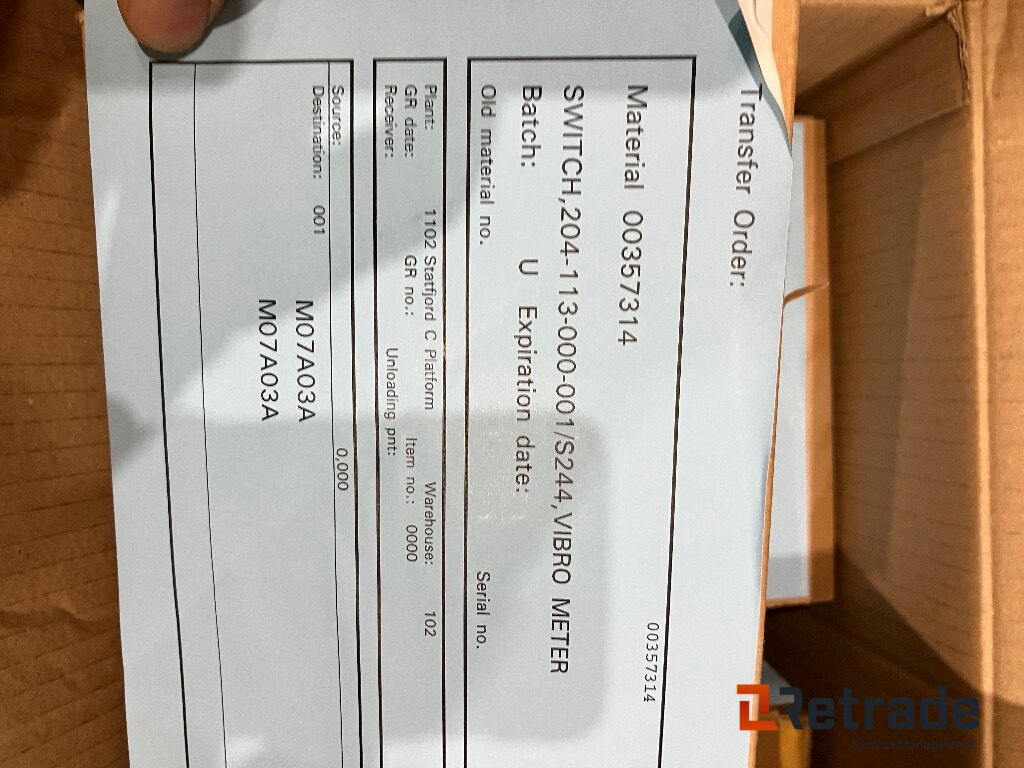 Transfer Order:
00357314
Material 00357314
SWITCH,204-113-000-001/S244,VIBRO METER
Batch: U Expiration date:
Old material no. Serial no.
Plant: 1102 Statfjord C Platform Warehouse: 102
GR date: GR no.: Item no.: 0000
Receiver: Unloading pnt:
Source: 0,000
Destination: 001 M07A03A
M07A03A
Retrade
Surplus Management